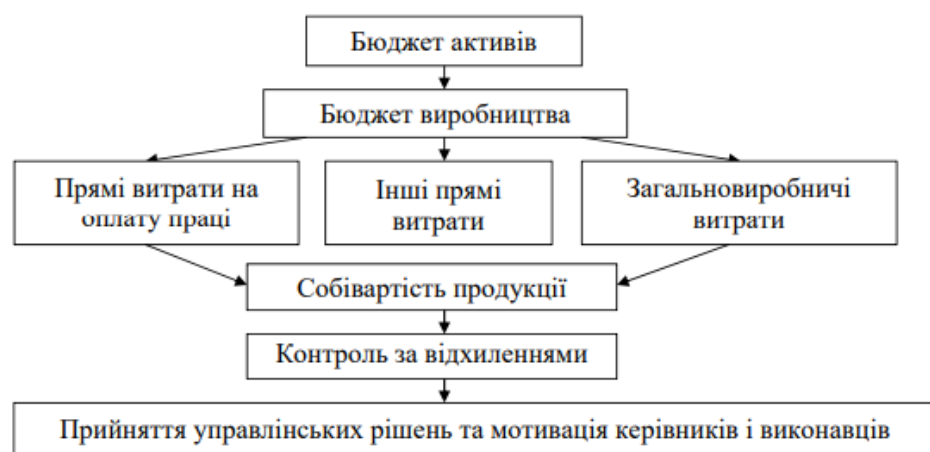 Бюджет активів
Бюджет виробництва
Прямі витрати на
оплату праці
Інші прямі
витрати
Загальновиробничі
витрати
Собівартість продукції
Контроль за відхиленнями
Прийняття управлінських рішень та мотивація керівників і виконавців